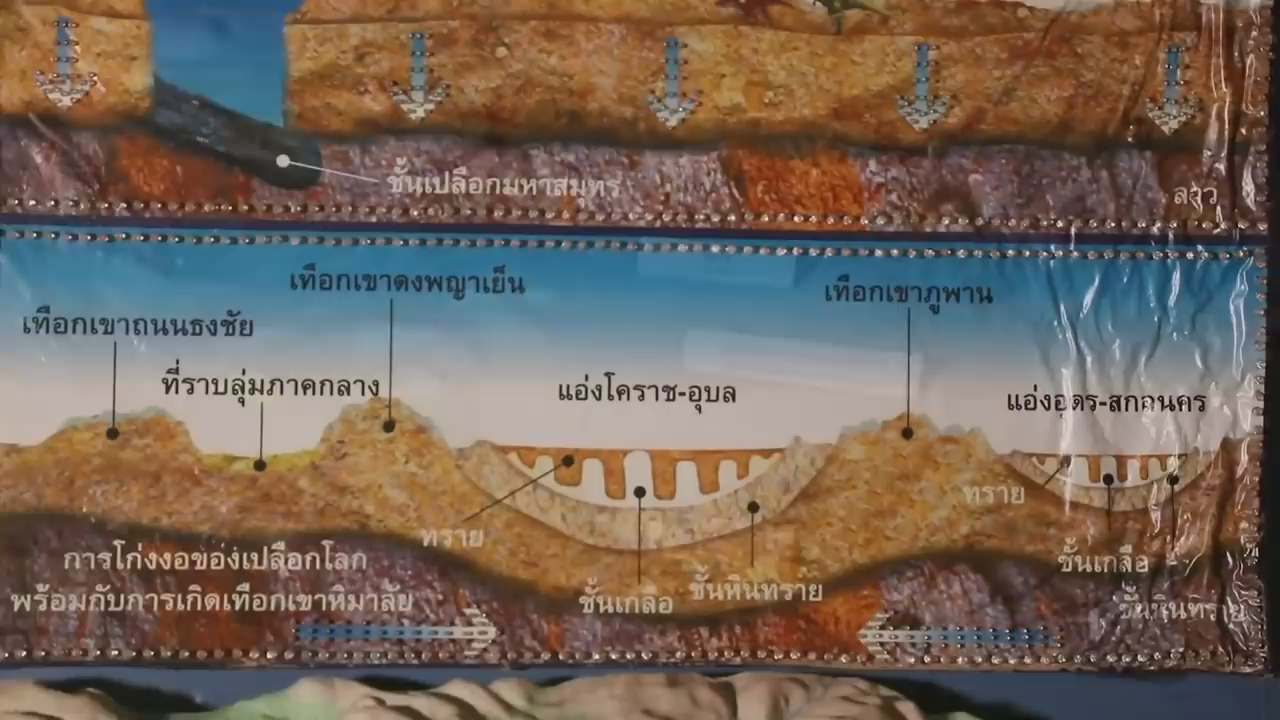 ชั้นเปลือกมหาสมุทร
เทือกเขาดงพญาเย็น
เทือกเขาภูพาน
เทือกเขาถนนธงชัย
ที่ราบลุ่มภาคกลาง
แอ่งโคราช-อุบล
แอ่งอุดร-สกลนคร
ทราย
ทราย
การโก่งงอของเปลือกโลก
พร้อมกับการเกิดเทือกเขาหิมาลัย
ชั้นเกลือ
ชั้นหินทราย
ชั้นเกลือ
ชั้นหินทราย